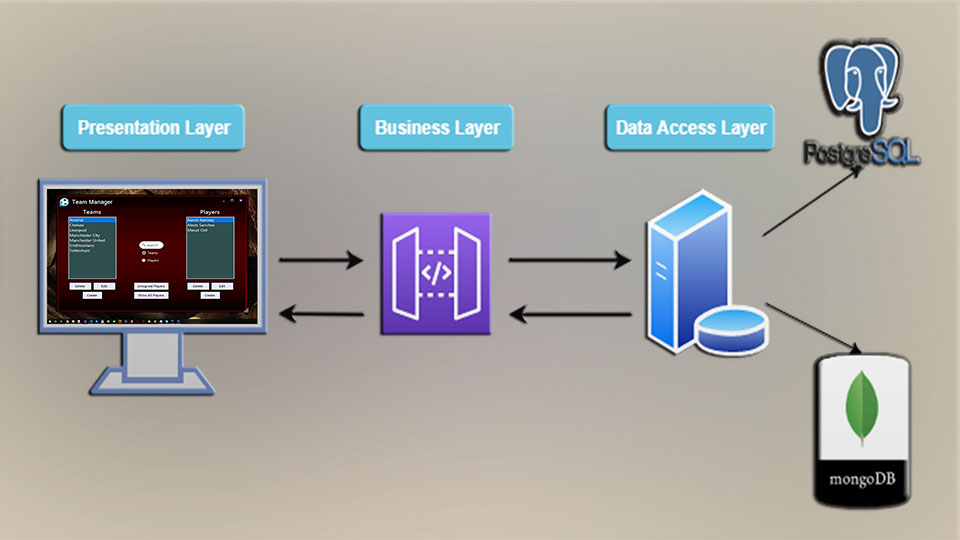 Presentation Layer
Business Layer
Data Access Layer
PostgreSQL
Team Manager
Teams
Players
Arsenal
Chelsea
Liverpool
Manchester City
Manchester United
Smithsonians
Tottenham
Aaron Ramsey
Alexis Sanchez
Mesut Ozil
Search
Teams
Players
Delete
Edit
Unsigned Players
Delete
Edit
Create
Show All Players
Create
</>
mongoDB